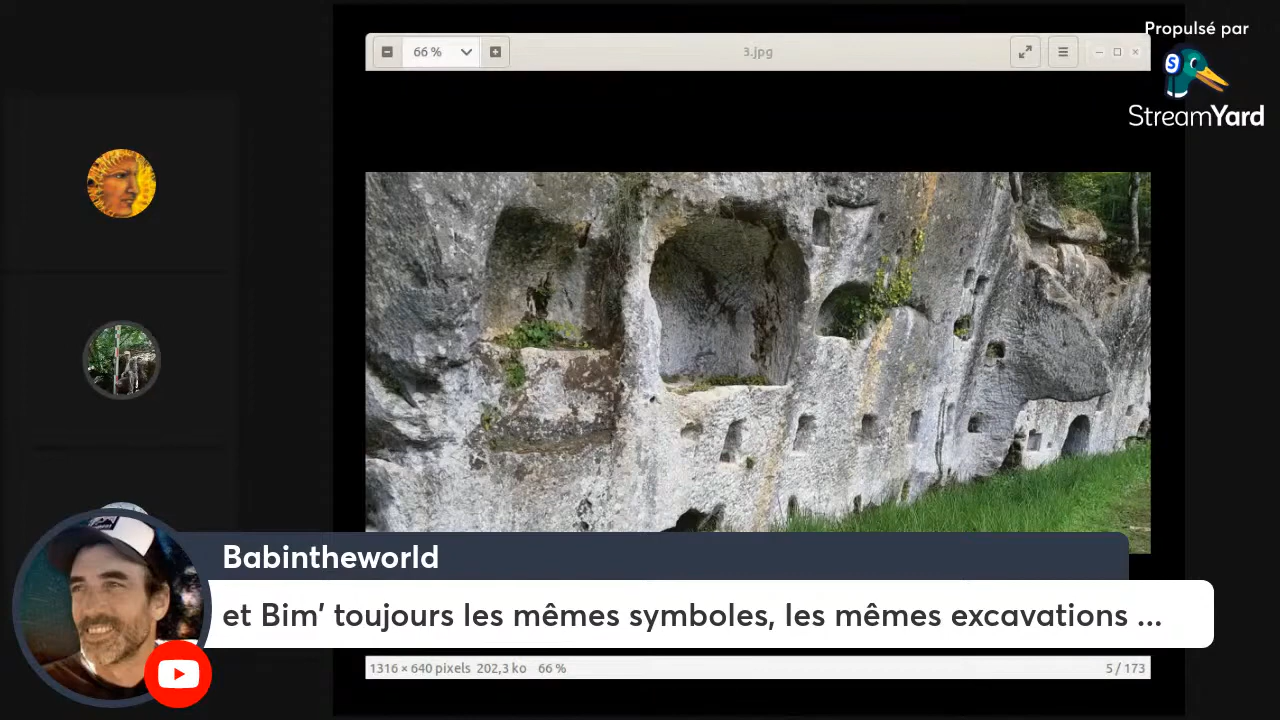 66 %
3.jpg
Propulsé par
StreamYard
Babintheworld
et Bim’ toujours les mêmes symboles, les mêmes excavations ...
1316 × 640 pixels 202,3 ko 66 %
5 / 173